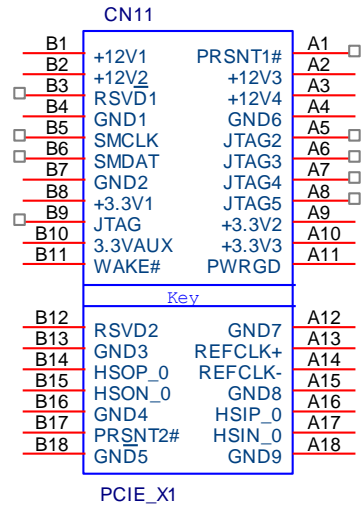 CN11
B1 +12V1 PRSNT1# A1
B2 +12V2 +12V3 A2
B3 RSVD1 +12V4 A3
B4 GND1 GND6 A4
B5 SMCLK JTAG2 A5
B6 SMDAT JTAG3 A6
B7 GND2 JTAG4 A7
B8 +3.3V1 JTAG5 A8
B9 JTAG +3.3V2 A9
B10 3.3VAUX +3.3V3 A10
B11 WAKE# PWRGD A11
Key
B12 RSVD2 GND7 A12
B13 GND3 REFCLK+ A13
B14 HSOP_0 REFCLK- A14
B15 HSON_0 GND8 A15
B16 GND4 HSIP_0 A16
B17 PRSNT2# HSIN_0 A17
B18 GND5 GND9 A18
PCIE_X1